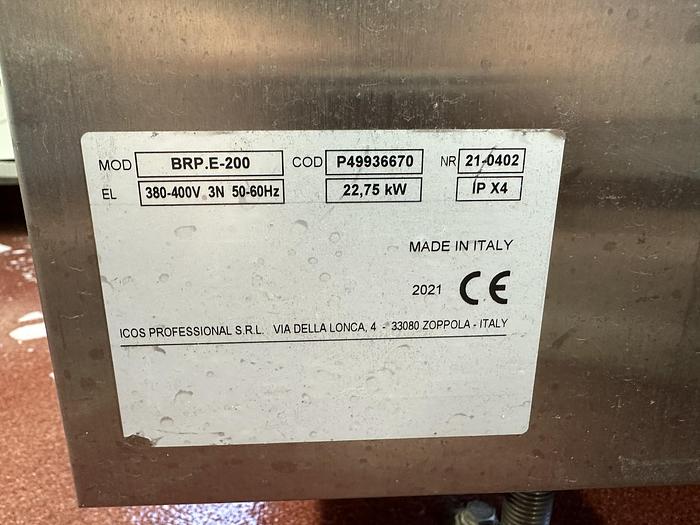 MOD BRP.E-200 COD P49936670 NR 21-0402
EL 380-400V 3N 50-60Hz 22,75 kW IP X4
MADE IN ITALY
2021 CE
ICOS PROFESSIONAL S.R.L. VIA DELLA LONCA, 4 - 33080 ZOPPOLA - ITALY